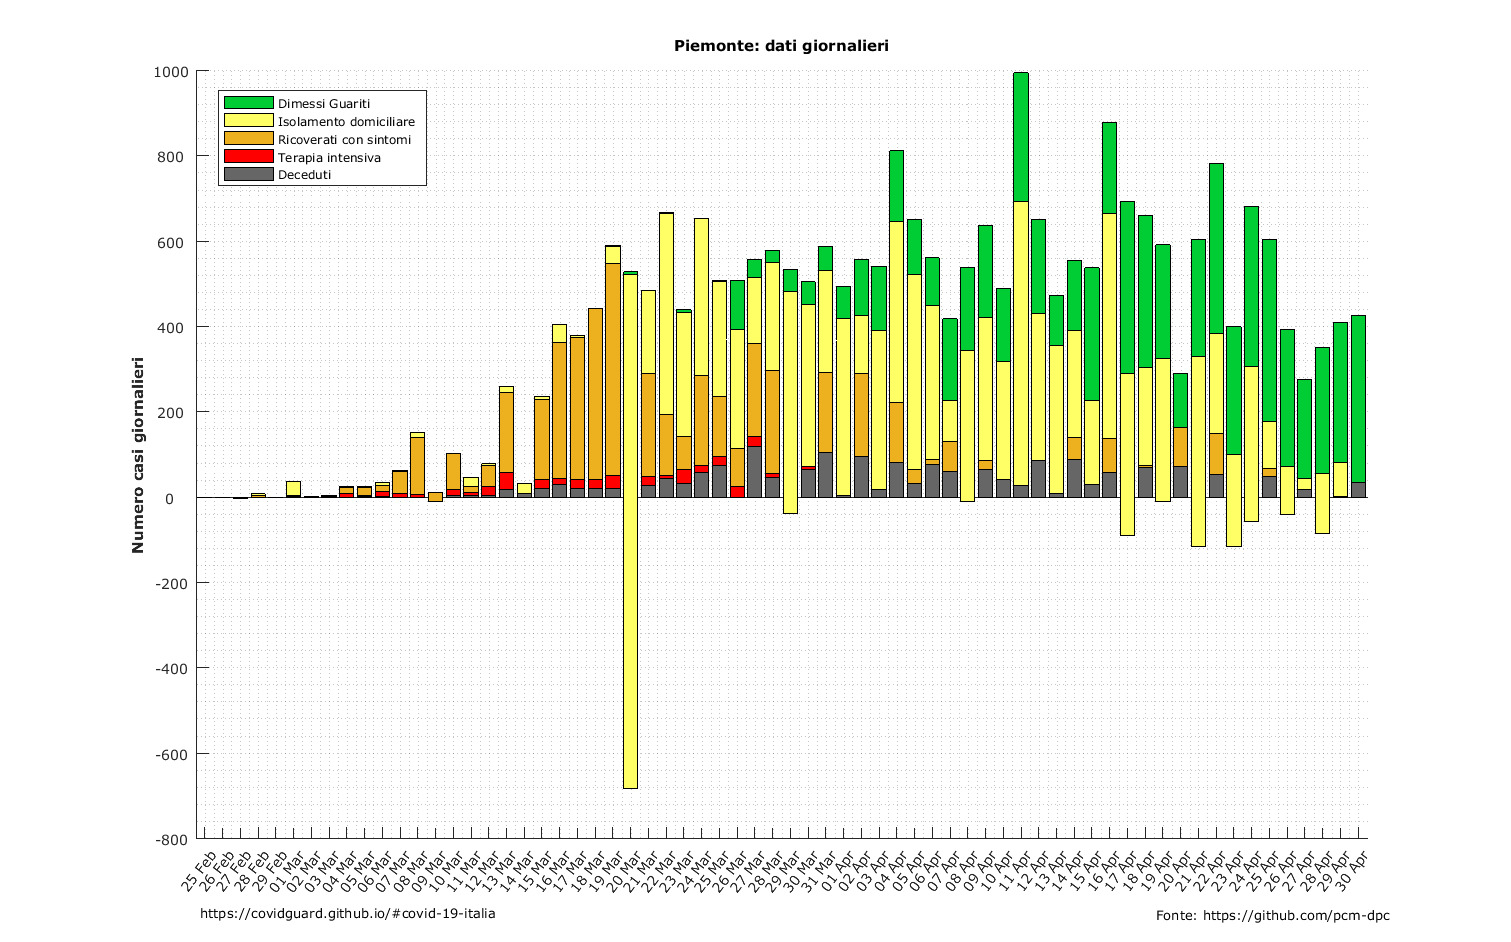 Piemonte: dati giornalieri
Numero casi giornalieri
1000
800
600
400
200
0
-200
-400
-600
-800
Dimessi Guariti
Isolamento domiciliare
Ricoverati con sintomi
Terapia intensiva
Deceduti
25 Feb
26 Feb
27 Feb
28 Feb
29 Feb
01 Mar
02 Mar
03 Mar
04 Mar
05 Mar
06 Mar
07 Mar
08 Mar
09 Mar
10 Mar
11 Mar
12 Mar
13 Mar
14 Mar
15 Mar
16 Mar
17 Mar
18 Mar
19 Mar
20 Mar
21 Mar
22 Mar
23 Mar
24 Mar
25 Mar
26 Mar
27 Mar
28 Mar
29 Mar
30 Mar
31 Mar
01 Apr
02 Apr
03 Apr
04 Apr
05 Apr
06 Apr
07 Apr
08 Apr
09 Apr
10 Apr
11 Apr
12 Apr
13 Apr
14 Apr
15 Apr
16 Apr
17 Apr
18 Apr
19 Apr
20 Apr
21 Apr
22 Apr
23 Apr
24 Apr
25 Apr
26 Apr
27 Apr
28 Apr
29 Apr
30 Apr
https://covidguard.github.io/#covid-19-italia
Fonte: https://github.com/pcm-dpc